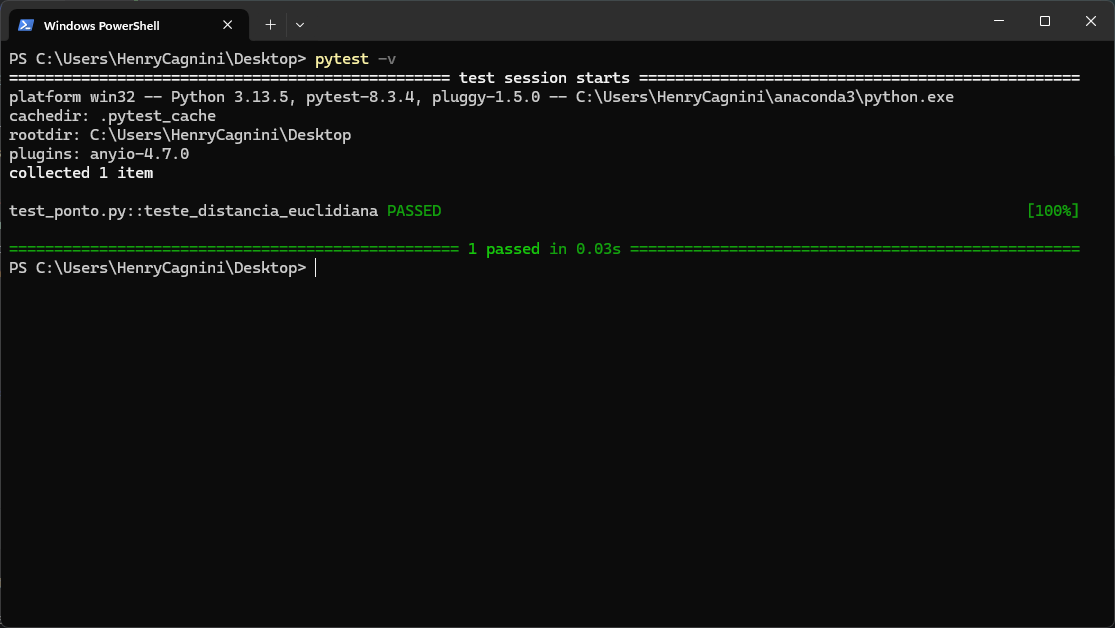 Windows PowerShell
PS C:\Users\HenryCagnini\Desktop> pytest -v
================================================= test session starts =================================================
platform win32 -- Python 3.13.5, pytest-8.3.4, pluggy-1.5.0 -- C:\Users\HenryCagnini\anaconda3\python.exe
cachedir: .pytest_cache
rootdir: C:\Users\HenryCagnini\Desktop
plugins: anyio-4.7.0
collected 1 item
test_ponto.py::teste_distancia_euclidiana PASSED [100%]
================================================== 1 passed in 0.03s ==================================================
PS C:\Users\HenryCagnini\Desktop>